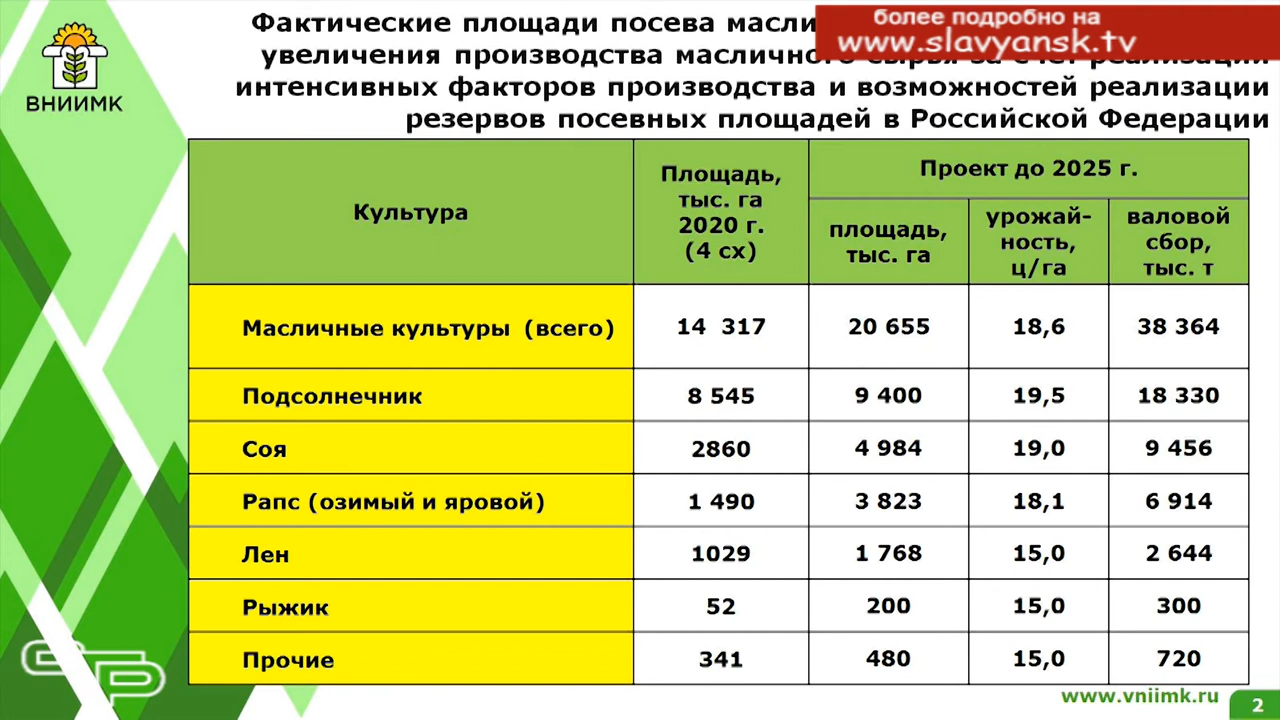 более подробно на
www.slavyansk.tv
Фактические площади посева
увеличения производства масличного сырья за счет реализации
интенсивных факторов производства и возможностей реализации
резервов посевных площадей в Российской Федерации
ВНИИМК
Культура
Площадь,
тыс. га
2020 г.
(4 сх)
Проект до 2025 г.
площадь,
тыс. га
урожай-
ность,
ц/га
валовой
сбор,
тыс. т
Масличные культуры (всего) 14 317 20 655 18,6 38 364
Подсолнечник 8 545 9 400 19,5 18 330
Соя 2860 4 984 19,0 9 456
Рапс (озимый и яровой) 1 490 3 823 18,1 6 914
Лен 1029 1 768 15,0 2 644
Рыжик 52 200 15,0 300
Прочие 341 480 15,0 720
www.vniimk.ru
2